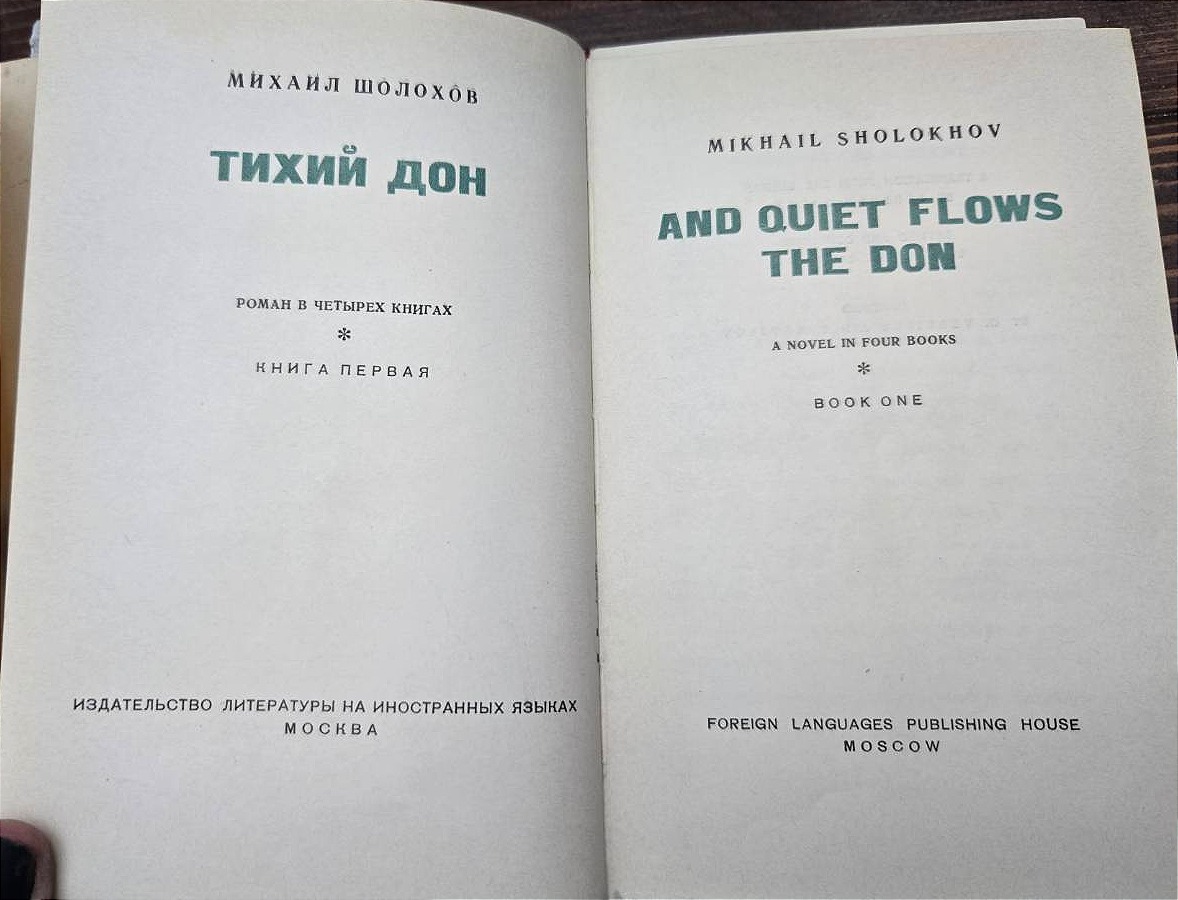 МИХАИЛ ШОЛОХОВ
ТИХИЙ ДОН
РОМАН В ЧЕТЫРЕХ КНИГАХ
*
КНИГА ПЕРВАЯ
ИЗДАТЕЛЬСТВО ЛИТЕРАТУРЫ НА ИНОСТРАННЫХ ЯЗЫКАХ
МОСКВА
MIKHAIL SHOLOKHOV
AND QUIET FLOWS
THE DON
A NOVEL IN FOUR BOOKS
*
BOOK ONE
FOREIGN LANGUAGES PUBLISHING HOUSE
MOSCOW